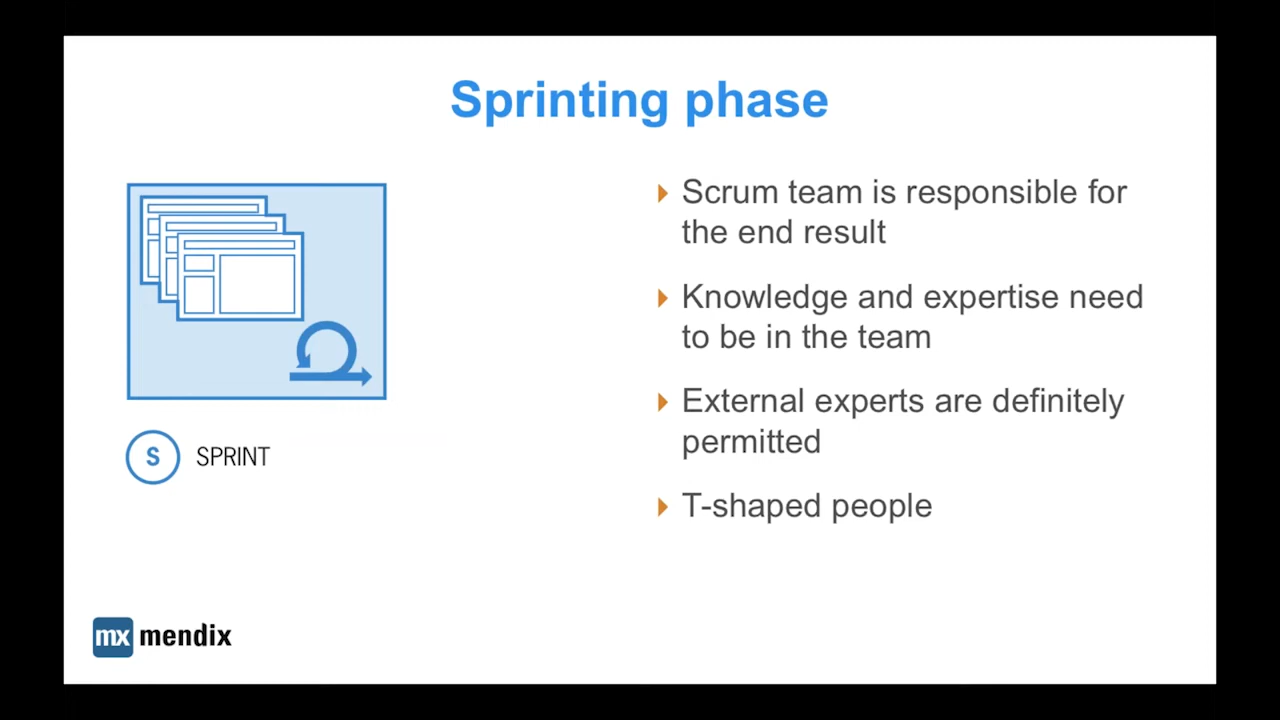 Sprinting phase
Scrum team is responsible for
the end result
Knowledge and expertise need
to be in the team
External experts are definitely
permitted
T-shaped people
S SPRINT
mx mendix